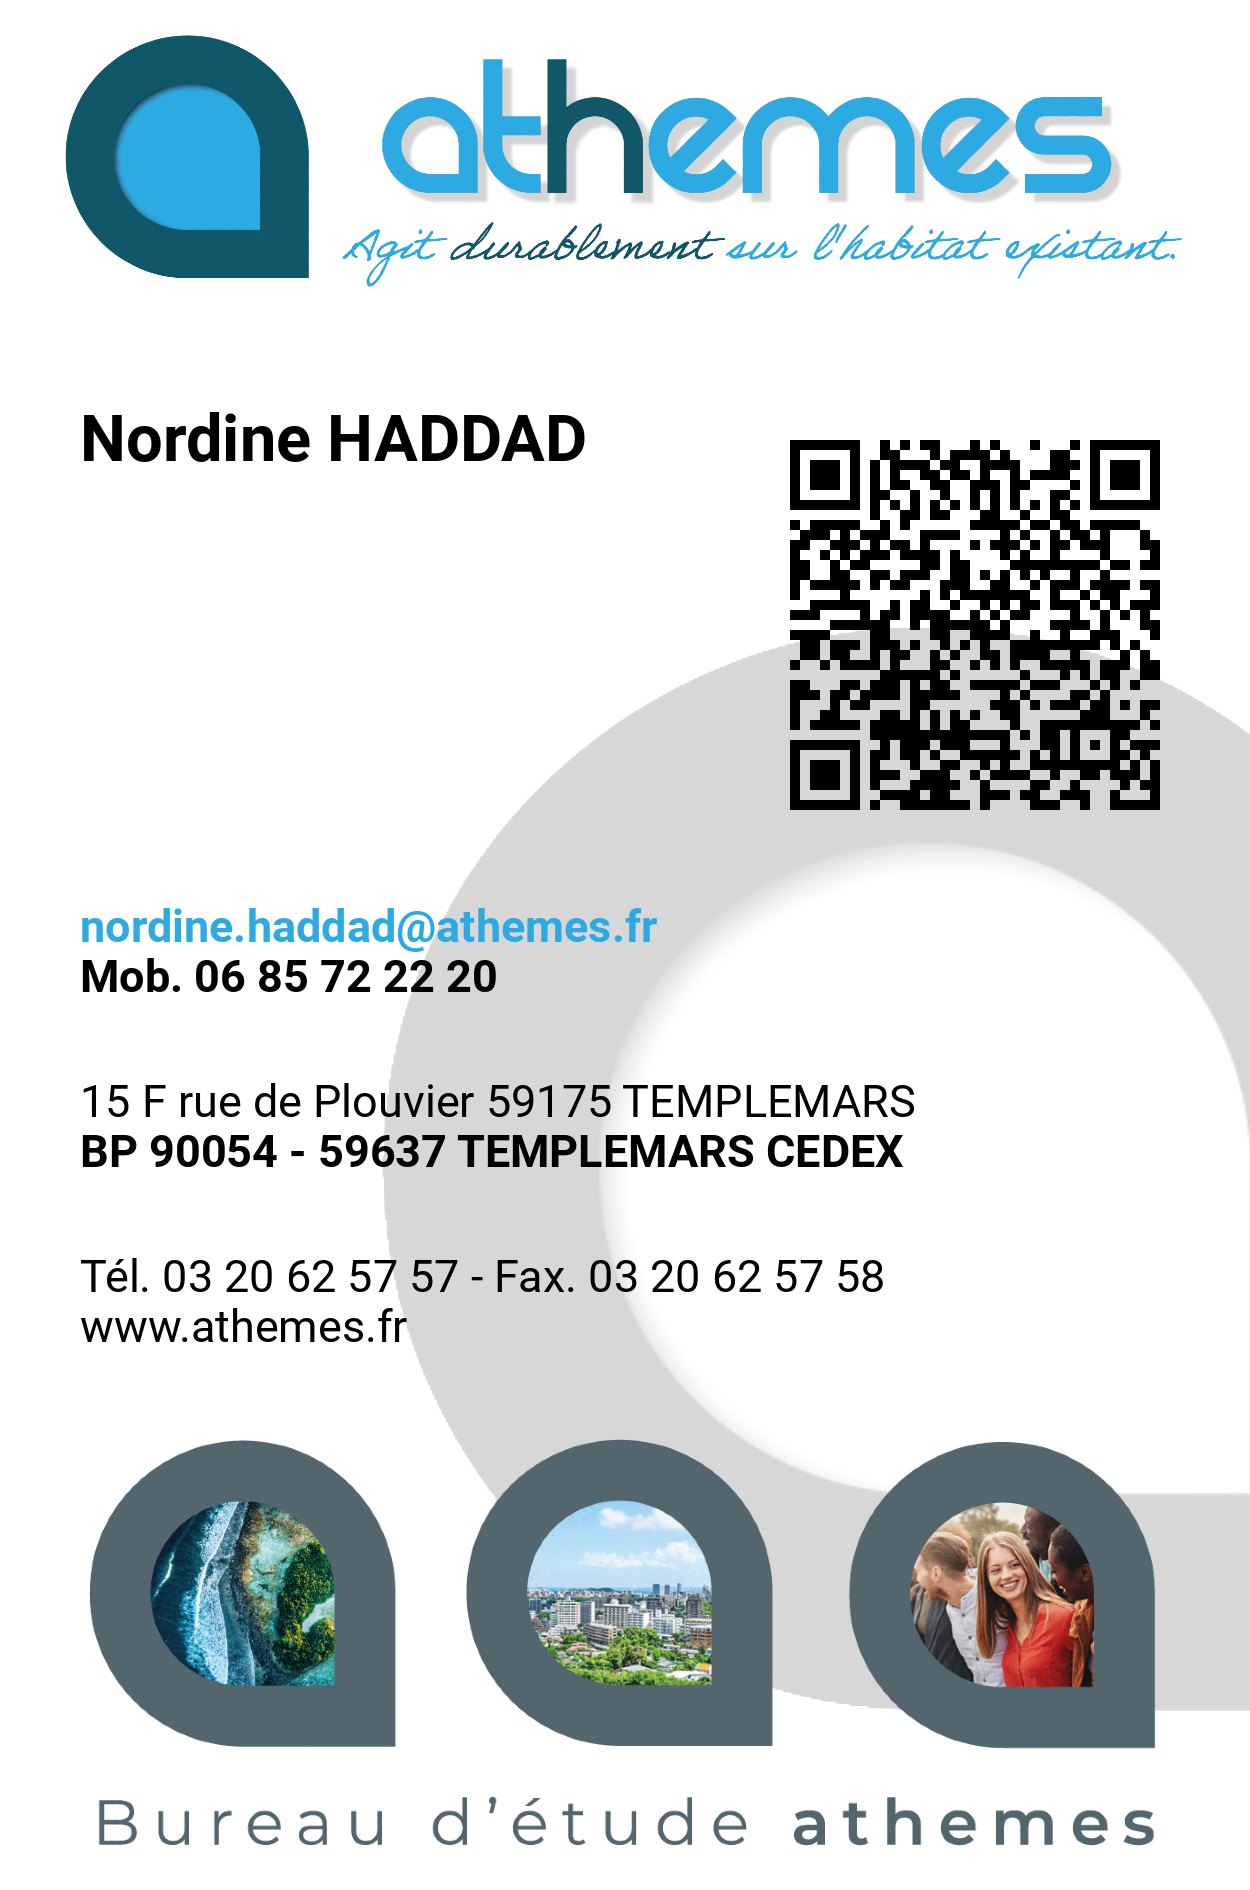 athemes
Agit durablement sur l'habitat existant.
Nordine HADDAD
nordine.haddad@athemes.fr
Mob. 06 85 72 22 20
15 F rue de Plouvier 59175 TEMPLEMARS
BP 90054 - 59637 TEMPLEMARS CEDEX
Tél. 03 20 62 57 57 - Fax. 03 20 62 57 58
www.athemes.fr
Bureau d’étude athemes